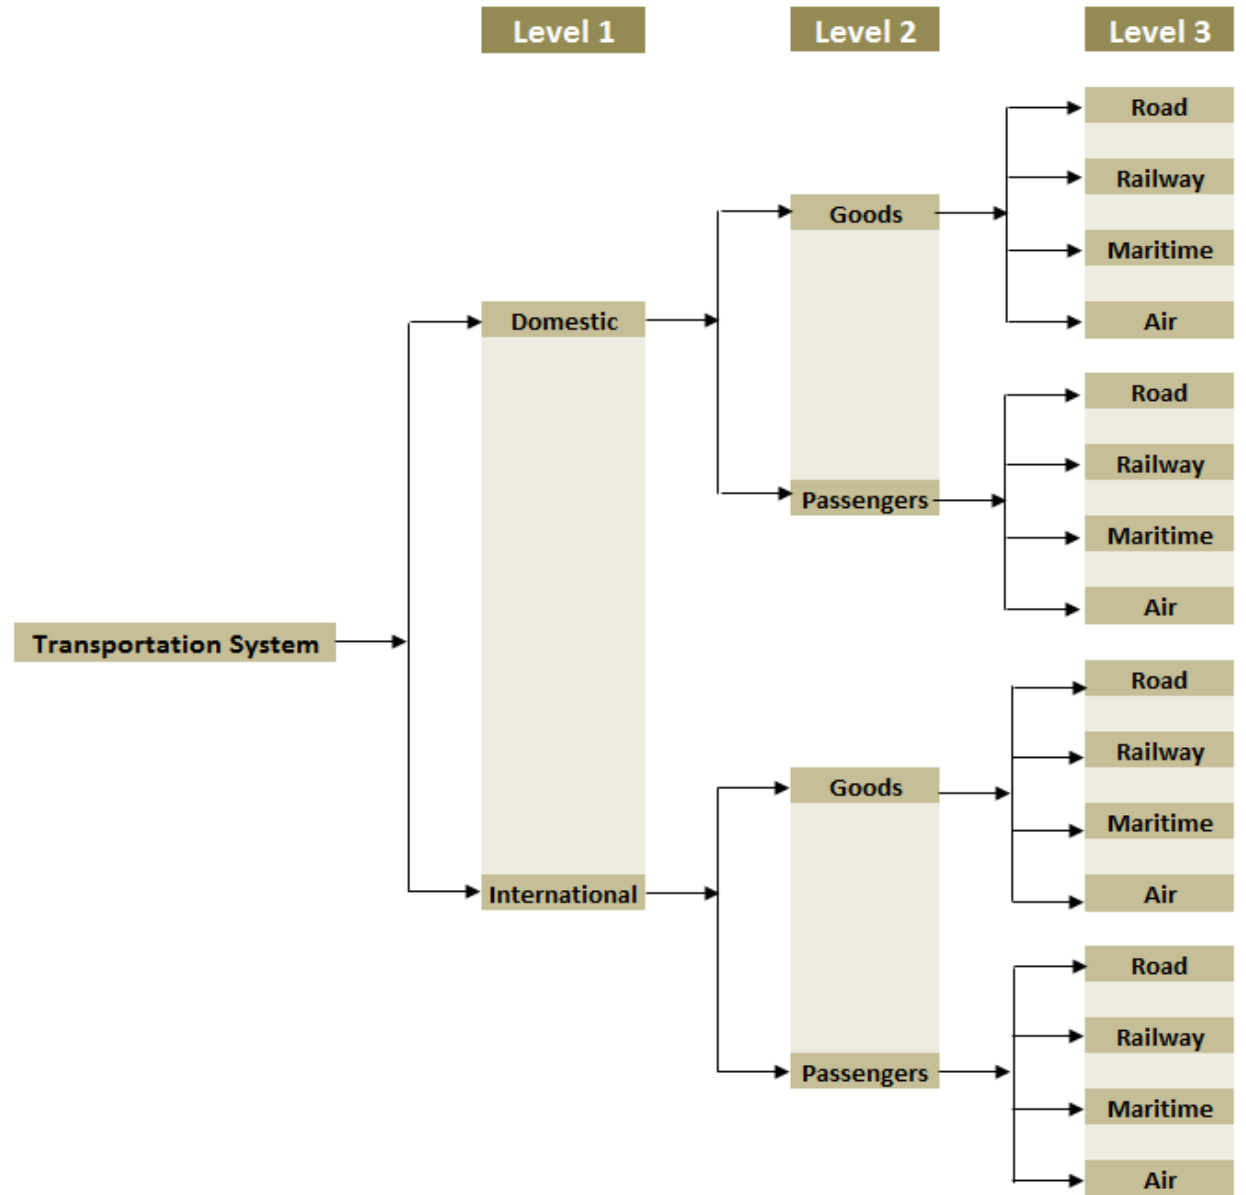 Level 1
Level 2
Level 3
Road
Railway
Goods
Maritime
Domestic
Air
Road
Railway
Passengers
Maritime
Air
Transportation System
Road
Railway
Goods
Maritime
International
Air
Road
Railway
Passengers
Maritime
Air